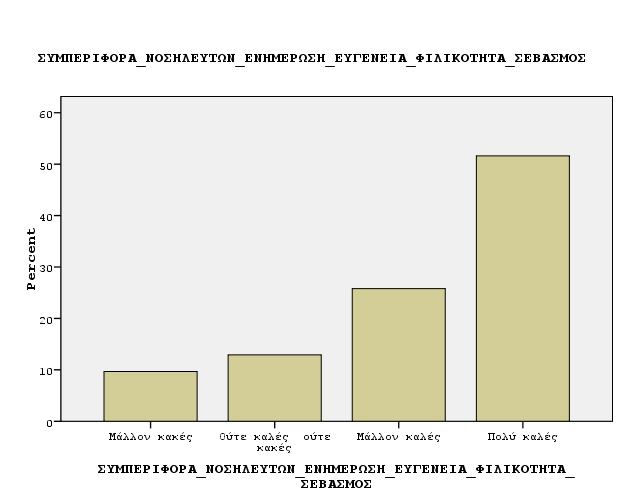 ΣΥΜΠΕΡΙΦΟΡΑ_ΝΟΣΗΛΕΥΤΩΝ_ΕΝΗΜΕΡΩΣΗ_ΕΥΓΕΝΕΙΑ_ΦΙΛΙΚΟΤΗΤΑ_ΣΕΒΑΣΜΟΣ
60
50
40
30
20
10
0
Percent
Μάλλον κακές
Ούτε καλές ούτε
κακές
Μάλλον καλές
Πολύ καλές
ΣΥΜΠΕΡΙΦΟΡΑ_ΝΟΣΗΛΕΥΤΩΝ_ΕΝΗΜΕΡΩΣΗ_ΕΥΓΕΝΕΙΑ_ΦΙΛΙΚΟΤΗΤΑ_
ΣΕΒΑΣΜΟΣ